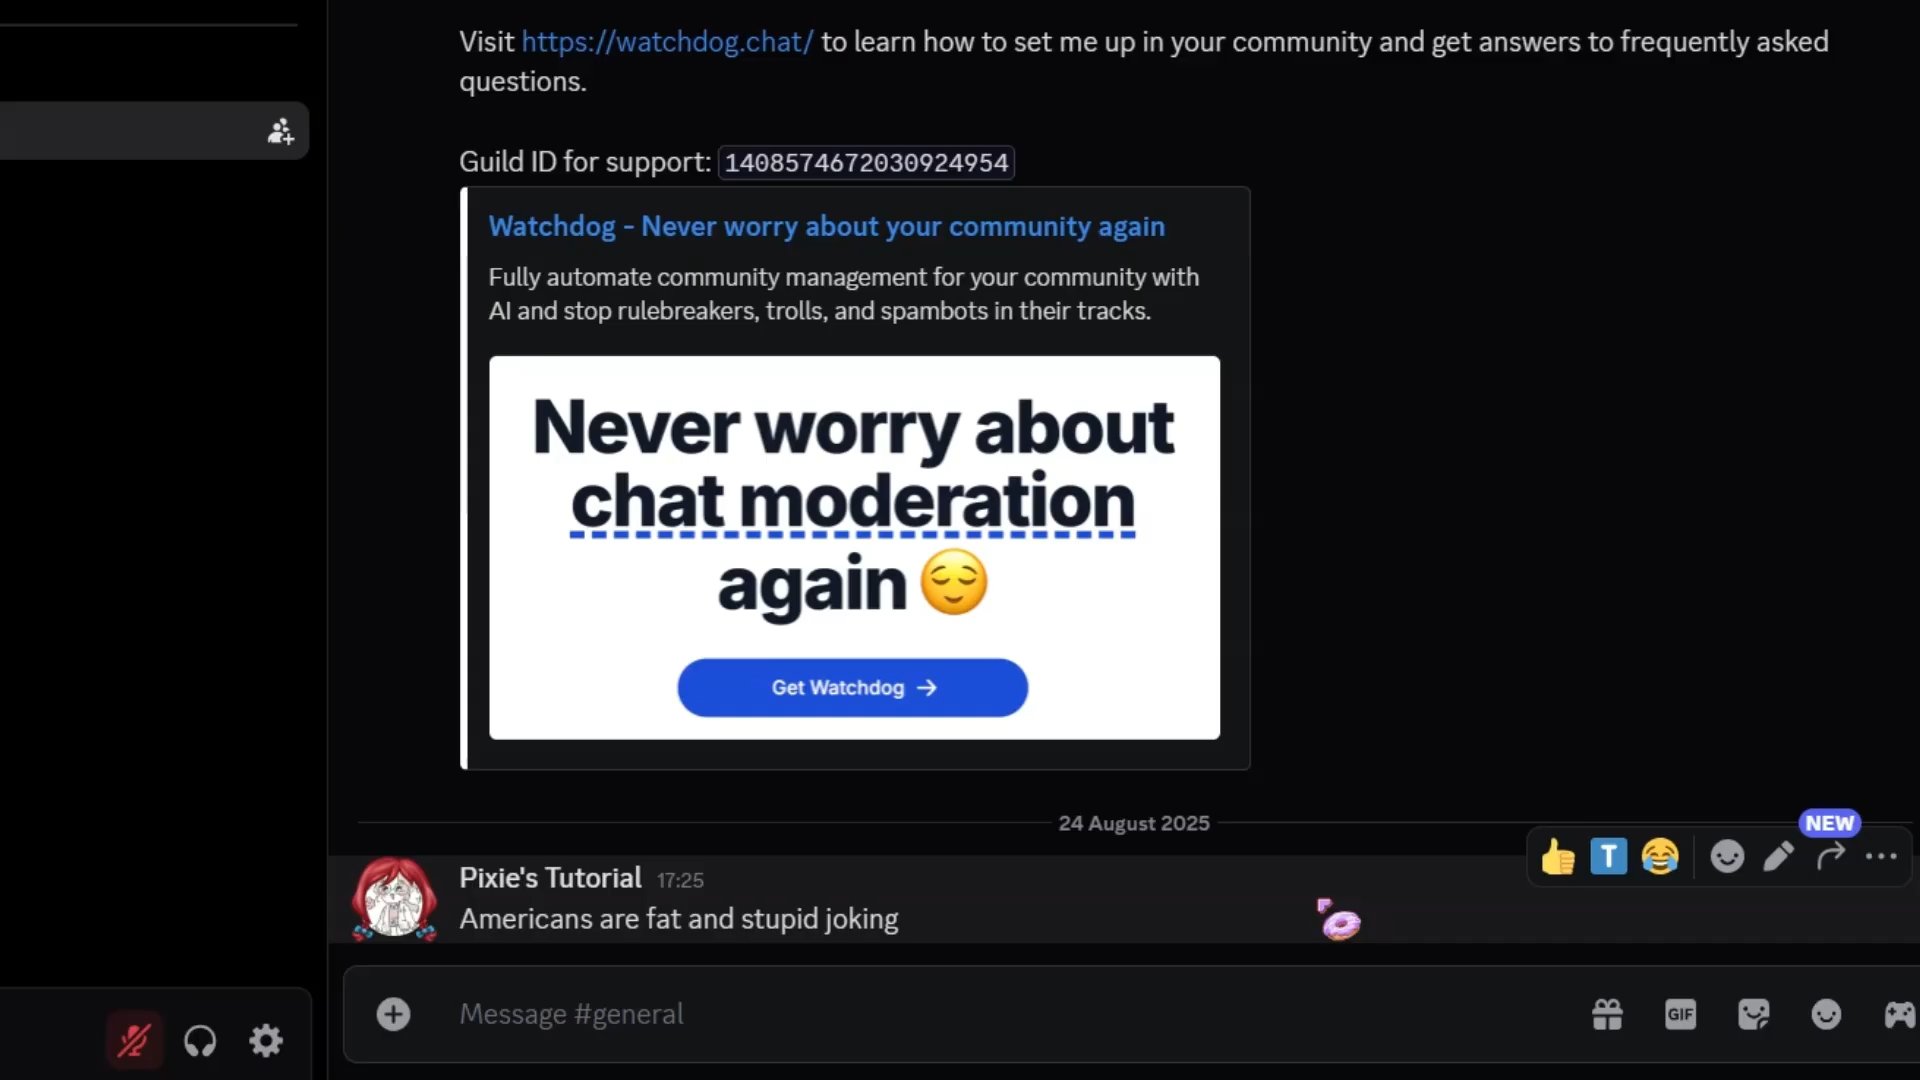 Visit https://watchdog.chat/ to learn how to set me up in your community and get answers to frequently asked
questions.
Guild ID for support: 1408574672030924954
Watchdog - Never worry about your community again
Fully automate community management for your community with
AI and stop rulebreakers, trolls, and spambots in their tracks.
Never worry about
chat moderation
again
Get Watchdog →
24 August 2025
NEW
T
Pixie's Tutorial 17:25
Americans are fat and stupid joking
Message #general
GIF